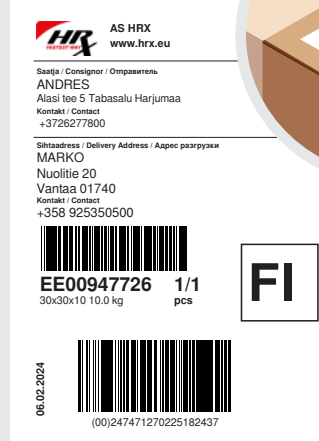 HRX
FASTEST WAY
AS HRX
www.hrx.eu
Saatja / Consignor / Отправитель
ANDRES
Alasi tee 5 Tabasalu Harjumaa
Kontakt / Contact
+3726277800
Sihtaadress / Delivery Address / Адрес разгрузки
MARKO
Nuolitie 20
Vantaa 01740
Kontakt / Contact
+358 925350500
EE00947726 1/1
30x30x10 10.0 kg pcs
FI
06.02.2024
(00)247471270225182437